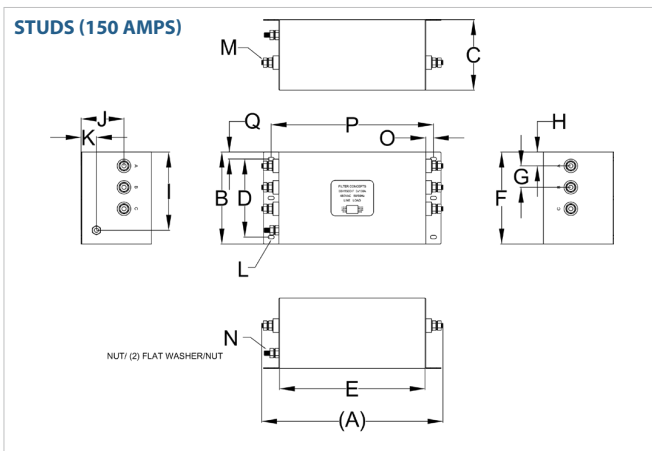 STUDS (150 AMPS)
M
C
J
K
A
B
C
I
Q
P
O
B
D
FILTER CONCEPTS
LINE LOAD
L
H
G
F
A
B
C
N
NUT/ (2) FLAT WASHER/NUT
E
(A)